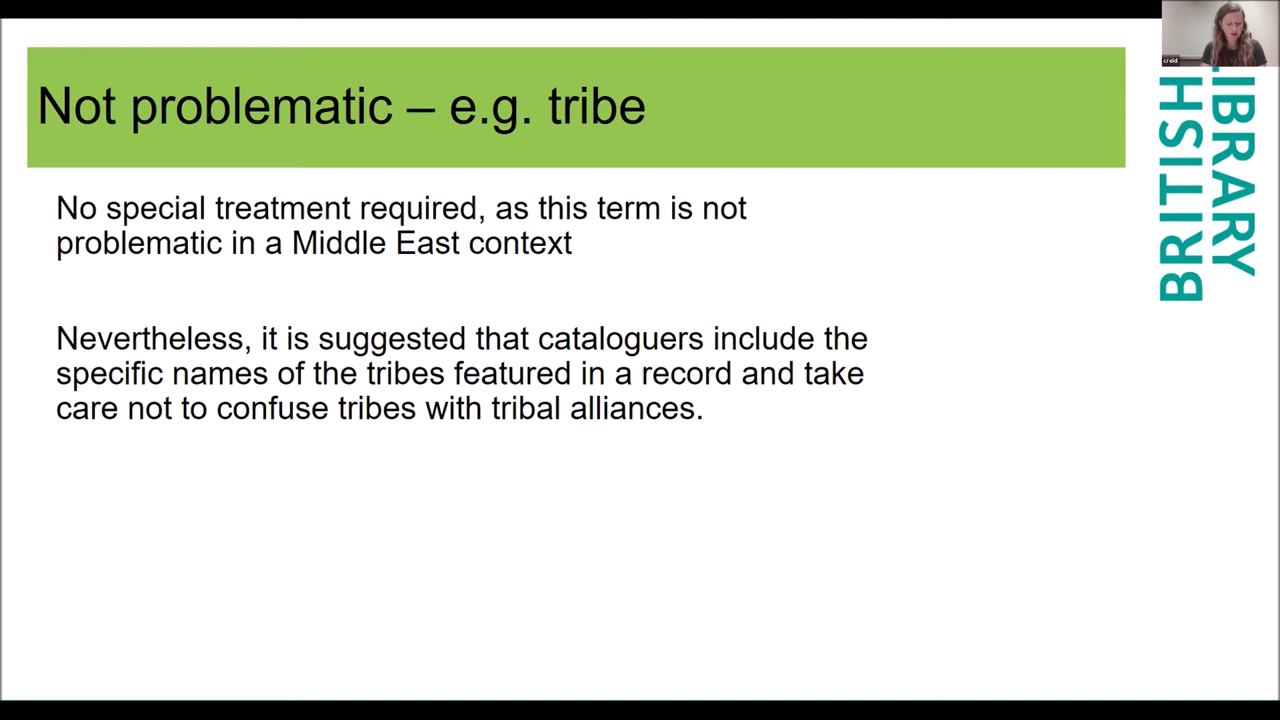 Not problematic – e.g. tribe
No special treatment required, as this term is not
problematic in a Middle East context
Nevertheless, it is suggested that cataloguers include the
specific names of the tribes featured in a record and take
care not to confuse tribes with tribal alliances.
creid
BRITISH
LIBRARY